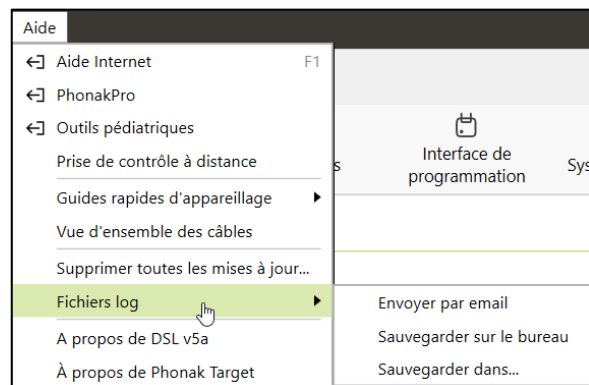 Aide
Aide Internet F1
PhonakPro
Outils pédiatriques
Prise de contrôle à distance
Guides rapides d'appareillage
Vue d'ensemble des câbles
Supprimer toutes les mises à jour...
Fichiers log
A propos de DSL v5a
À propos de Phonak Target
s
Interface de
programmation
Sys
Envoyer par email
Sauvegarder sur le bureau
Sauvegarder dans...